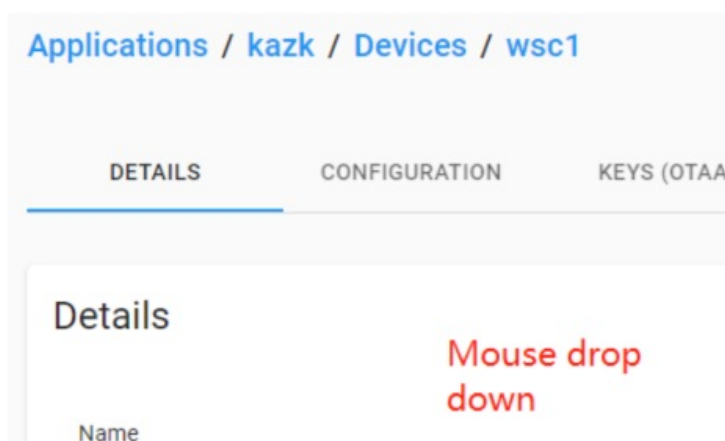 Applications / kazk / Devices / wsc1
DETAILS CONFIGURATION KEYS (OTAA
Details
Mouse drop
down
Name